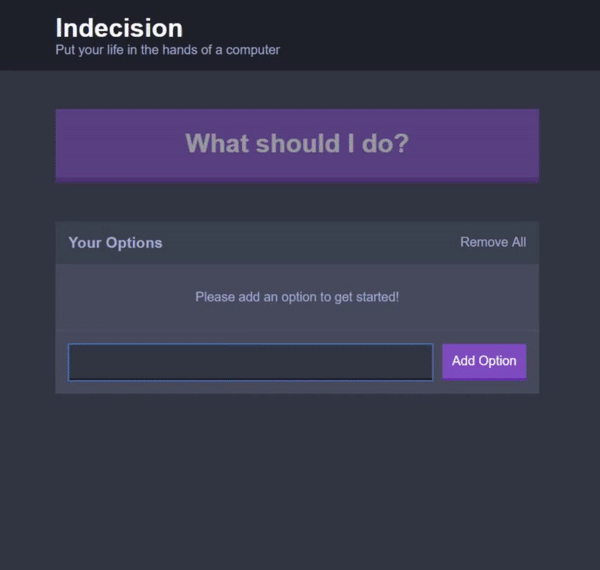 Indecision
Put your life in the hands of a computer
What should I do?
Your Options
Remove All
Please add an option to get started!
Add Option